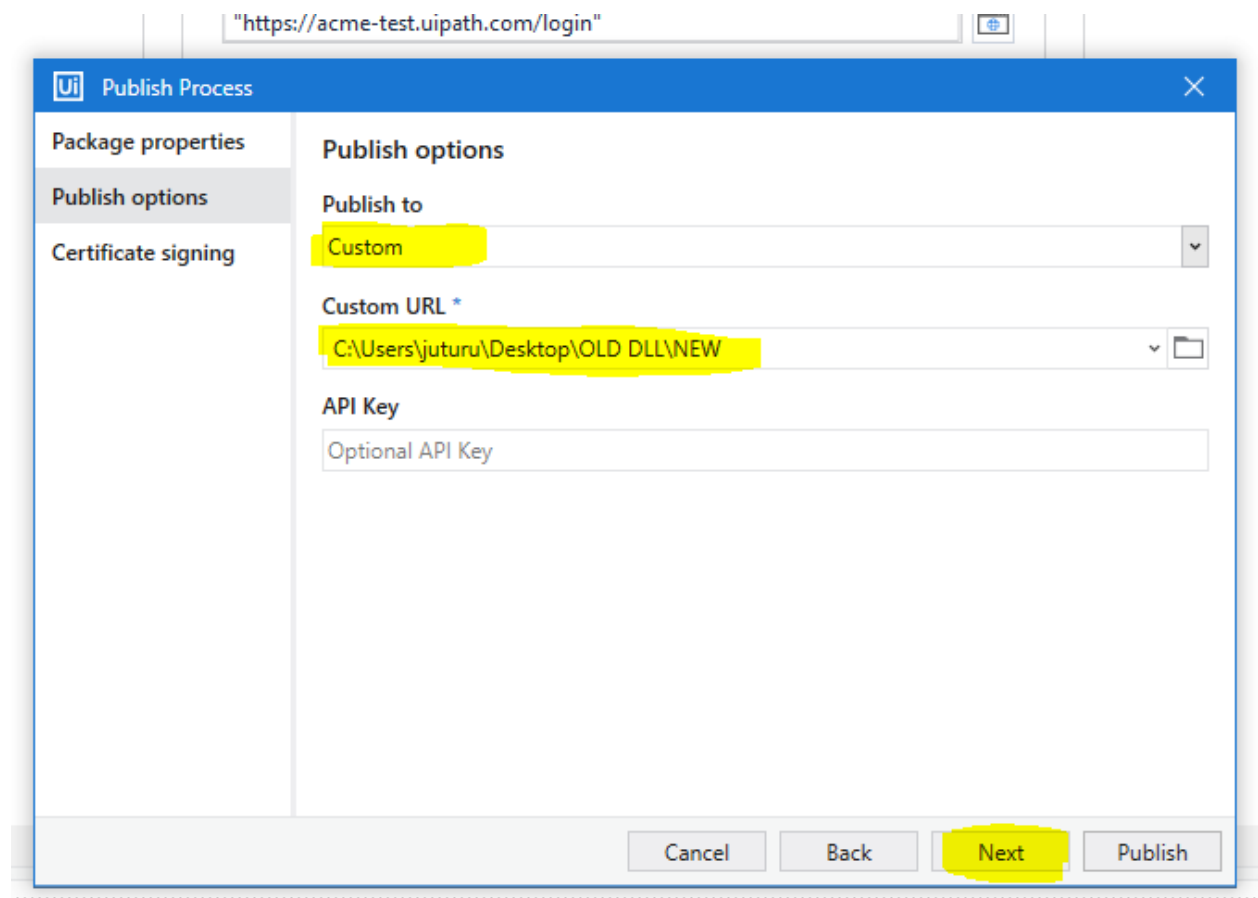 "https://acme-test.uipath.com/login"
Ui Publish Process
Package properties
Publish options
Certificate signing
Publish options
Publish to
Custom
Custom URL *
C:\Users\juturu\Desktop\OLD DLL\NEW
API Key
Optional API Key
Cancel Back Next Publish